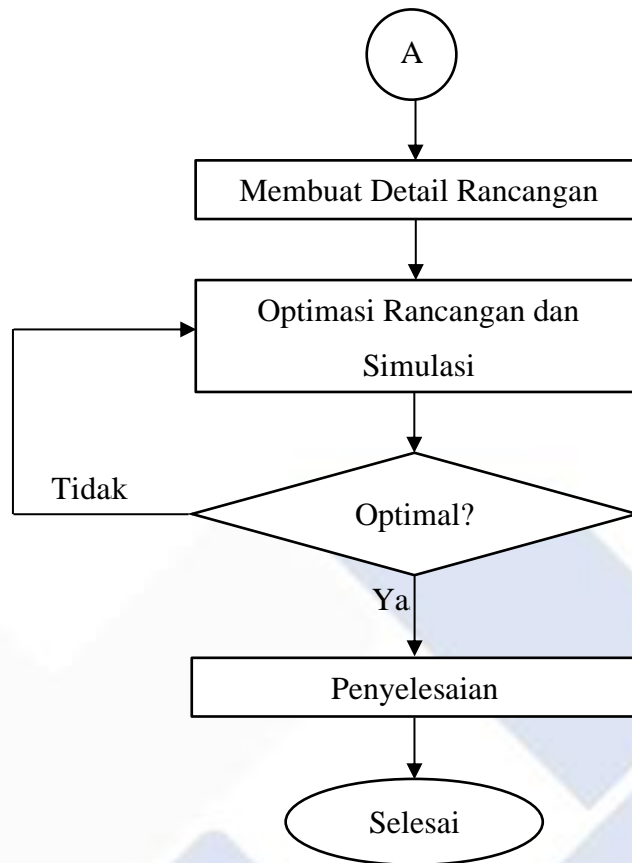 A
Membuat Detail Rancangan
Optimasi Rancangan dan
Simulasi
Tidak
Optimal?
Ya
Penyelesaian
Selesai